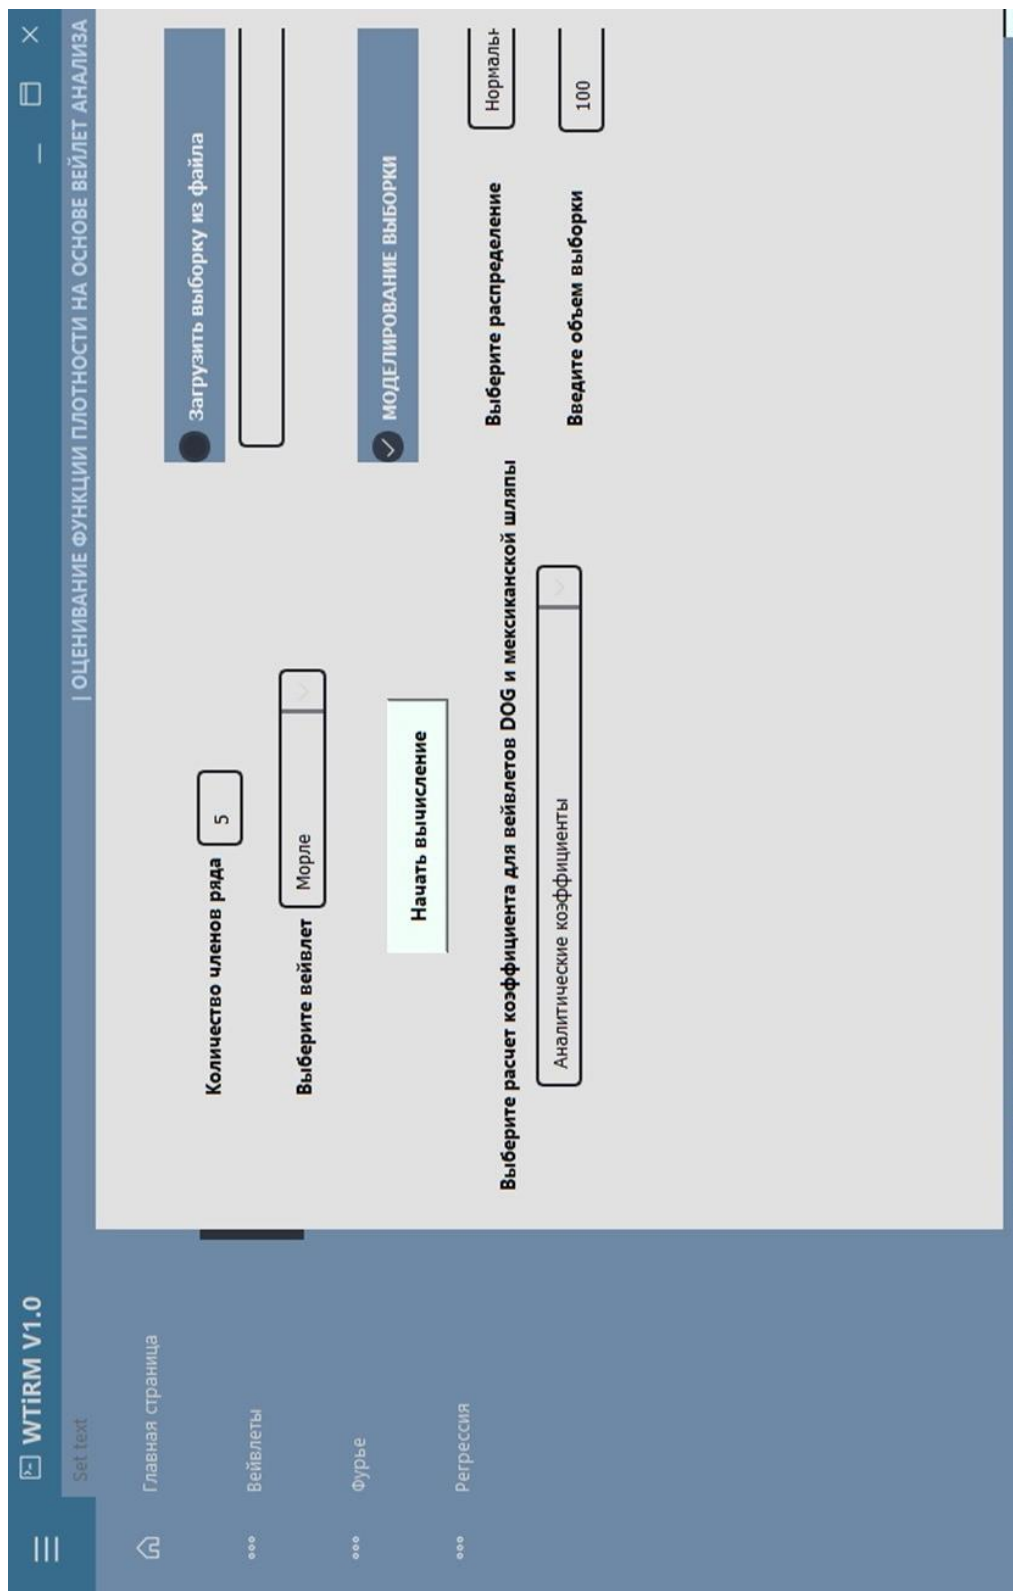 WTiRM V1.0
Set text
| ОЦЕНИВАНИЕ ФУНКЦИИ ПЛОТНОСТИ НА ОСНОВЕ ВЕЙЛЕТ АНАЛИЗА
Главная страница
Вейвлеты
Фурье
Регрессия
Количество членов ряда
5
Выберите вейвлет
Морле
Начать вычисление
Выберите расчет коэффициента для вейвлетов DOG и мексиканской шляпы
Аналитические коэффициенты
Загрузить выборку из файла
МОДЕЛИРОВАНИЕ ВЫБОРКИ
Выберите распределение
Нормальн
Введите объем выборки
100